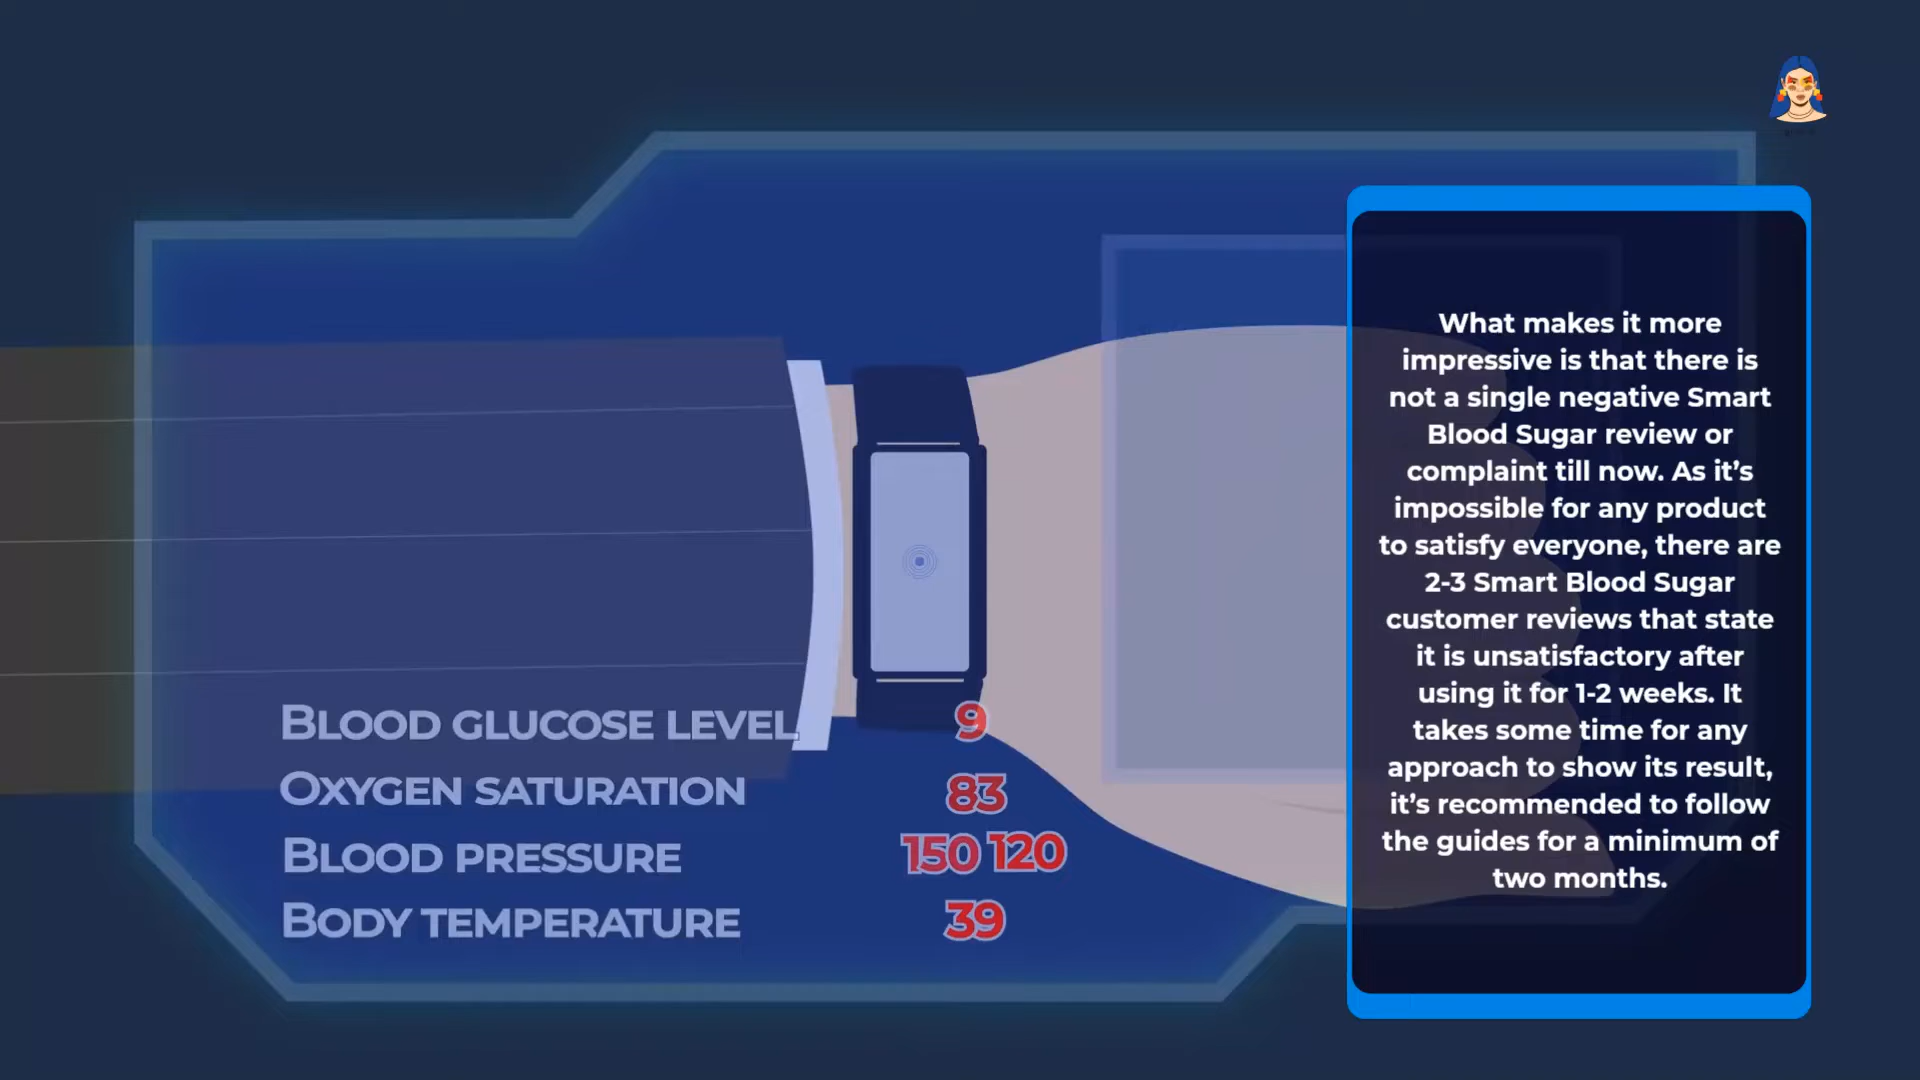 What makes it more
impressive is that there is
not a single negative Smart
Blood Sugar review or
complaint till now. As it’s
impossible for any product
to satisfy everyone, there are
2-3 Smart Blood Sugar
customer reviews that state
it is unsatisfactory after
using it for 1-2 weeks. It
takes some time for any
approach to show its result,
it’s recommended to follow
the guides for a minimum of
two months.
BLOOD GLUCOSE LEVEL 9
OXYGEN SATURATION 83
BLOOD PRESSURE 150 120
BODY TEMPERATURE 39